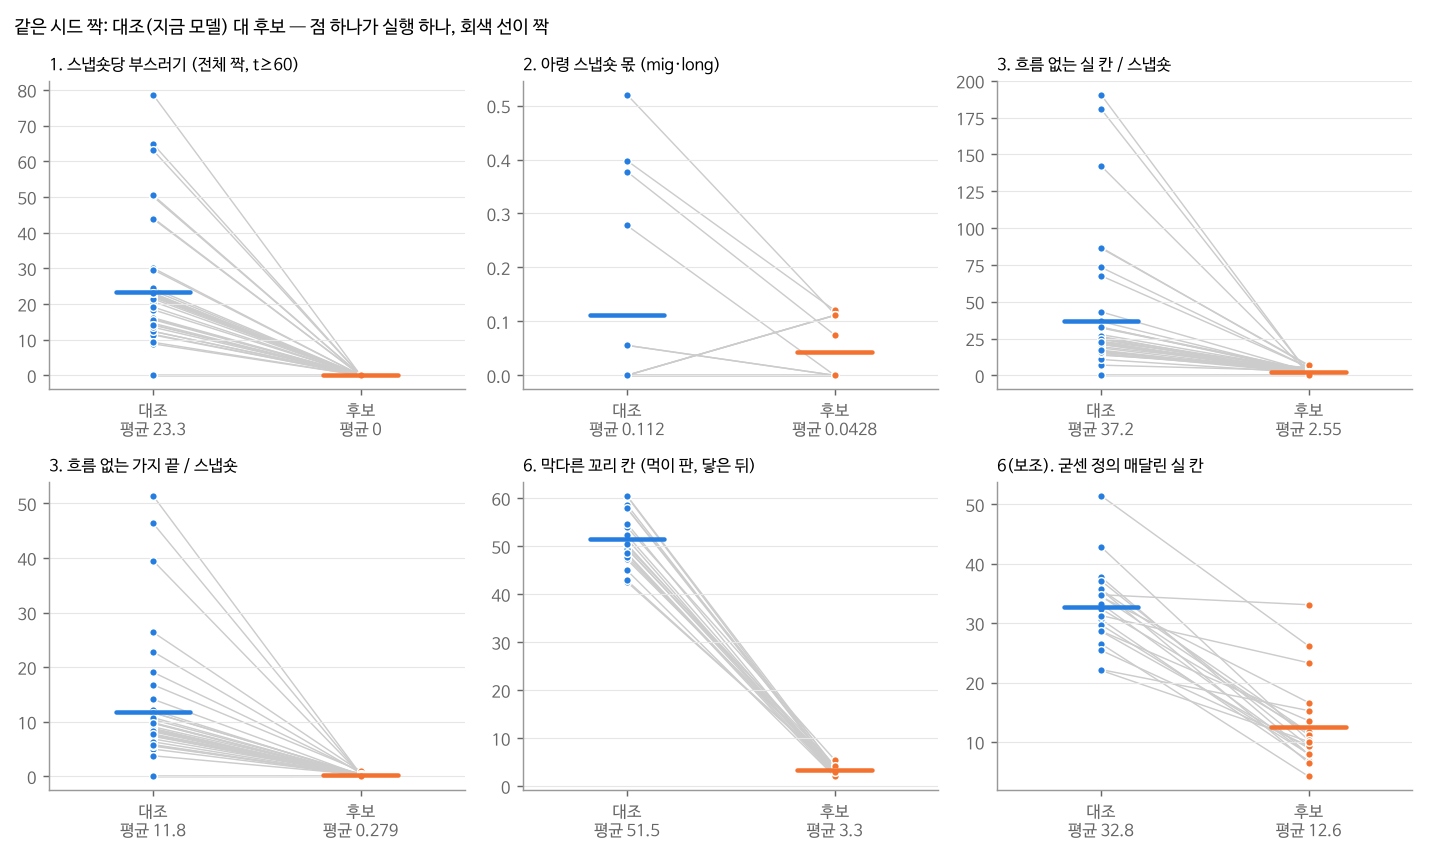 같은 시드 짝: 대조(지금 모델) 대 후보 — 점 하나가 실행 하나, 회색 선이 짝
1. 스냅숏당 부스러기 (전체 짝, t≥60)
80
70
60
50
40
30
20
10
0
대조
평균 23.3
후보
평균 0
2. 아령 스냅숏 몫 (mig·long)
0.5
0.4
0.3
0.2
0.1
0.0
대조
평균 0.112
후보
평균 0.0428
3. 흐름 없는 실 칸 / 스냅숏
200
175
150
125
100
75
50
25
0
대조
평균 37.2
후보
평균 2.55
3. 흐름 없는 가지 끝 / 스냅숏
50
40
30
20
10
0
대조
평균 11.8
후보
평균 0.279
6. 막다른 꼬리 칸 (먹이 판, 닿은 뒤)
60
50
40
30
20
10
0
대조
평균 51.5
후보
평균 3.3
6(보조). 굳센 정의 매달린 실 칸
50
40
30
20
10
대조
평균 32.8
후보
평균 12.6